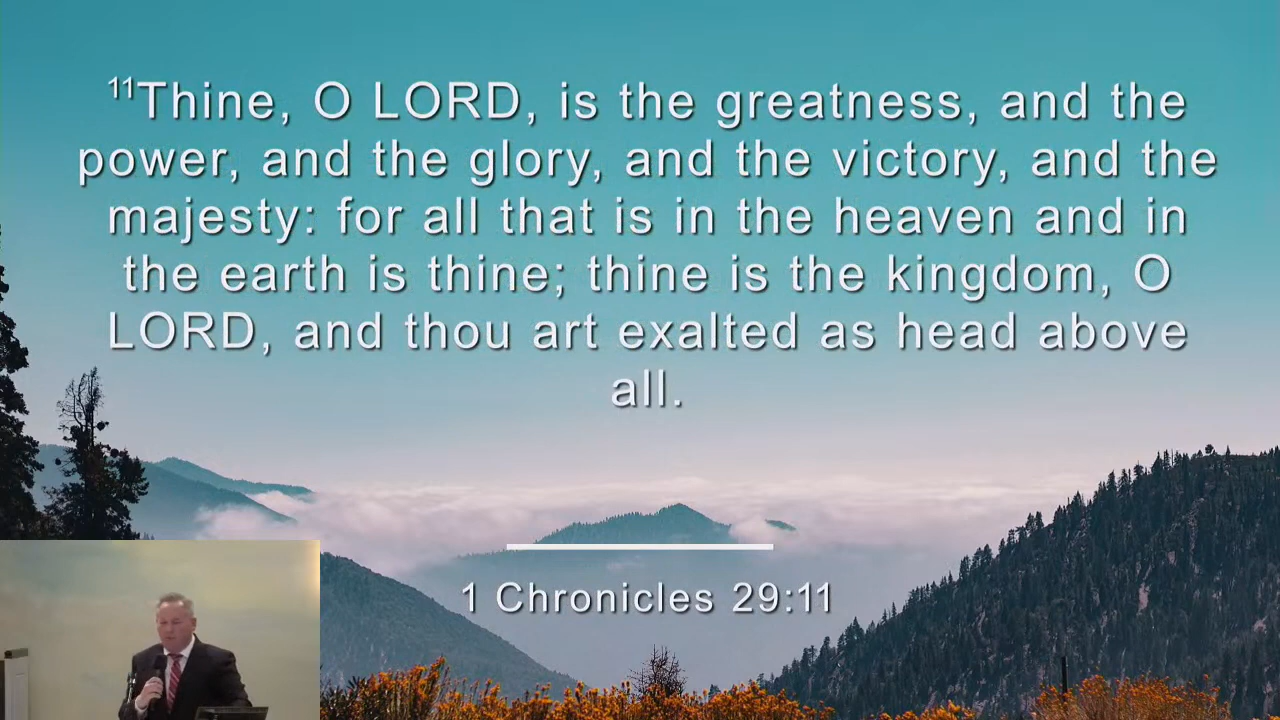 11Thine, O LORD, is the greatness, and the
power, and the glory, and the victory, and the
majesty: for all that is in the heaven and in
the earth is thine; thine is the kingdom, O
LORD, and thou art exalted as head above
all.
1 Chronicles 29:11